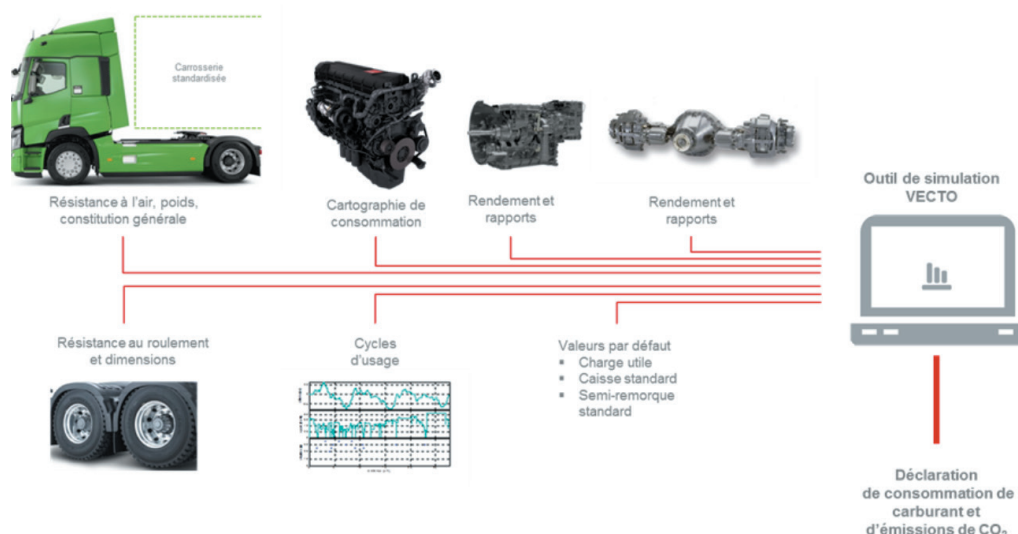 Carrosserie
standardisée
Résistance à l'air, poids,
constitution générale
Cartographie de
consommation
Rendement et
rapports
Rendement et
rapports
Outil de simulation
VECTO
Résistance au roulement
et dimensions
Cycles
d'usage
Valeurs par défaut
▪ Charge utile
▪ Caisse standard
▪ Semi-remorque
standard
Déclaration
de consommation de
carburant et
d'émissions de CO₂